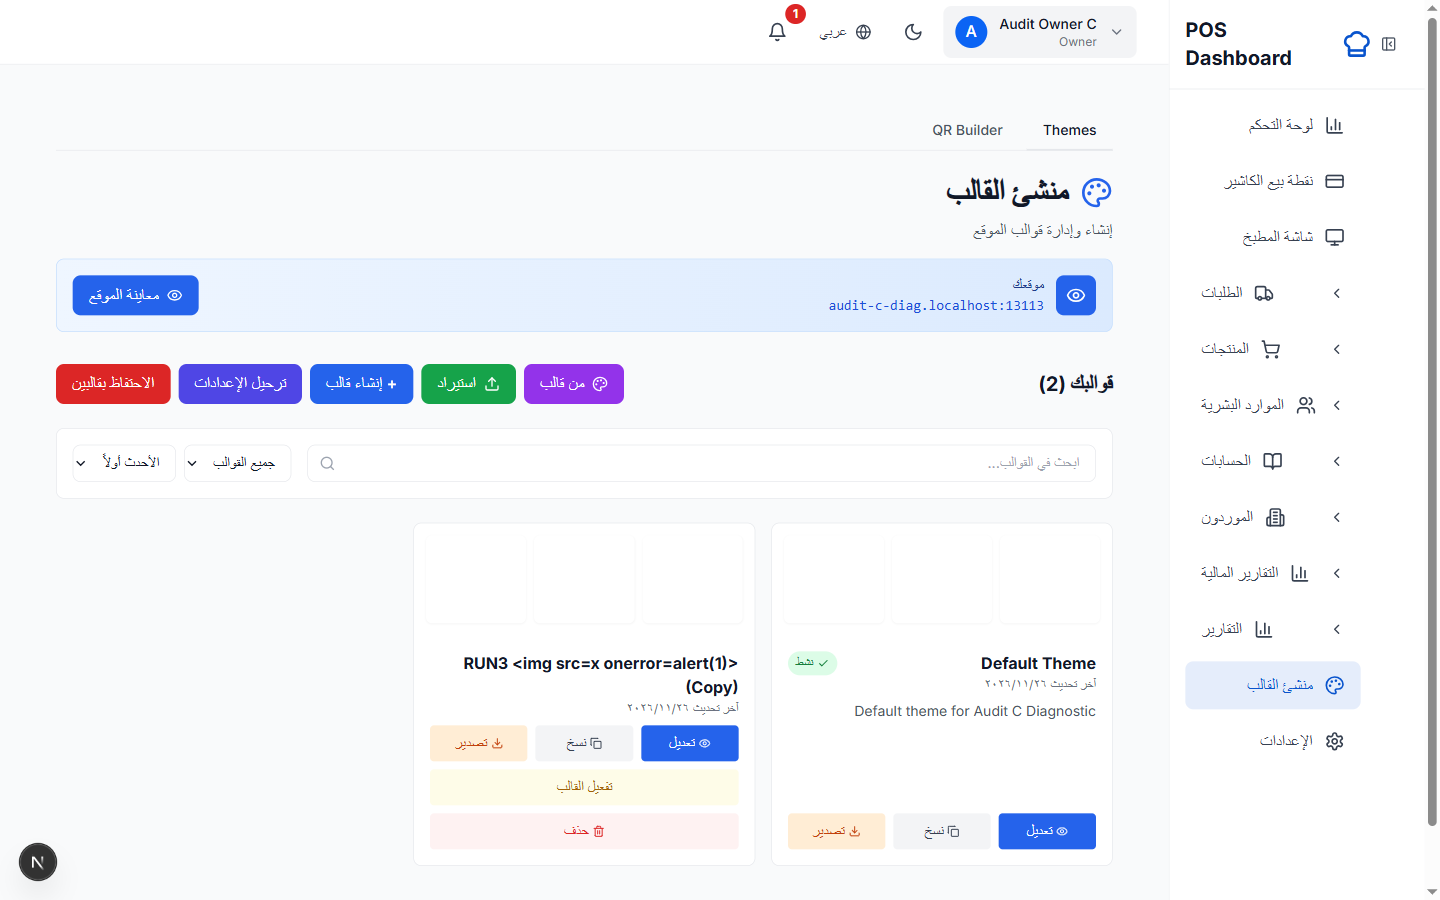 POS Dashboard
لوحة التحكم
نقطة بيع الكاشير
شاشة المطبخ
الطلبات
المنتجات
الموارد البشرية
الحسابات
الموردون
التقارير المالية
التقارير
منشئ القالب
الإعدادات
Audit Owner C
Owner
A
عربي
1
Themes
QR Builder
منشئ القالب
إنشاء وإدارة قوالب الموقع
موقعك
audit-c-diag.localhost:13113
معاينة الموقع
قوالبك (2)
من قالب
استيراد
+ إنشاء قالب
ترحيل الإعدادات
الاحتفاظ بقالبين
ابحث في القوالب...
جميع القوالب
الأحدث أولاً
Default Theme
نشط
آخر تحديث ٢٠٢٦/١١/٢٦
Default theme for Audit C Diagnostic
تعديل
نسخ
تصدير
RUN3 <img src=x onerror=alert(1)>
(Copy)
آخر تحديث ٢٠٢٦/١١/٢٦
تعديل
نسخ
تصدير
تفعيل القالب
حذف
N